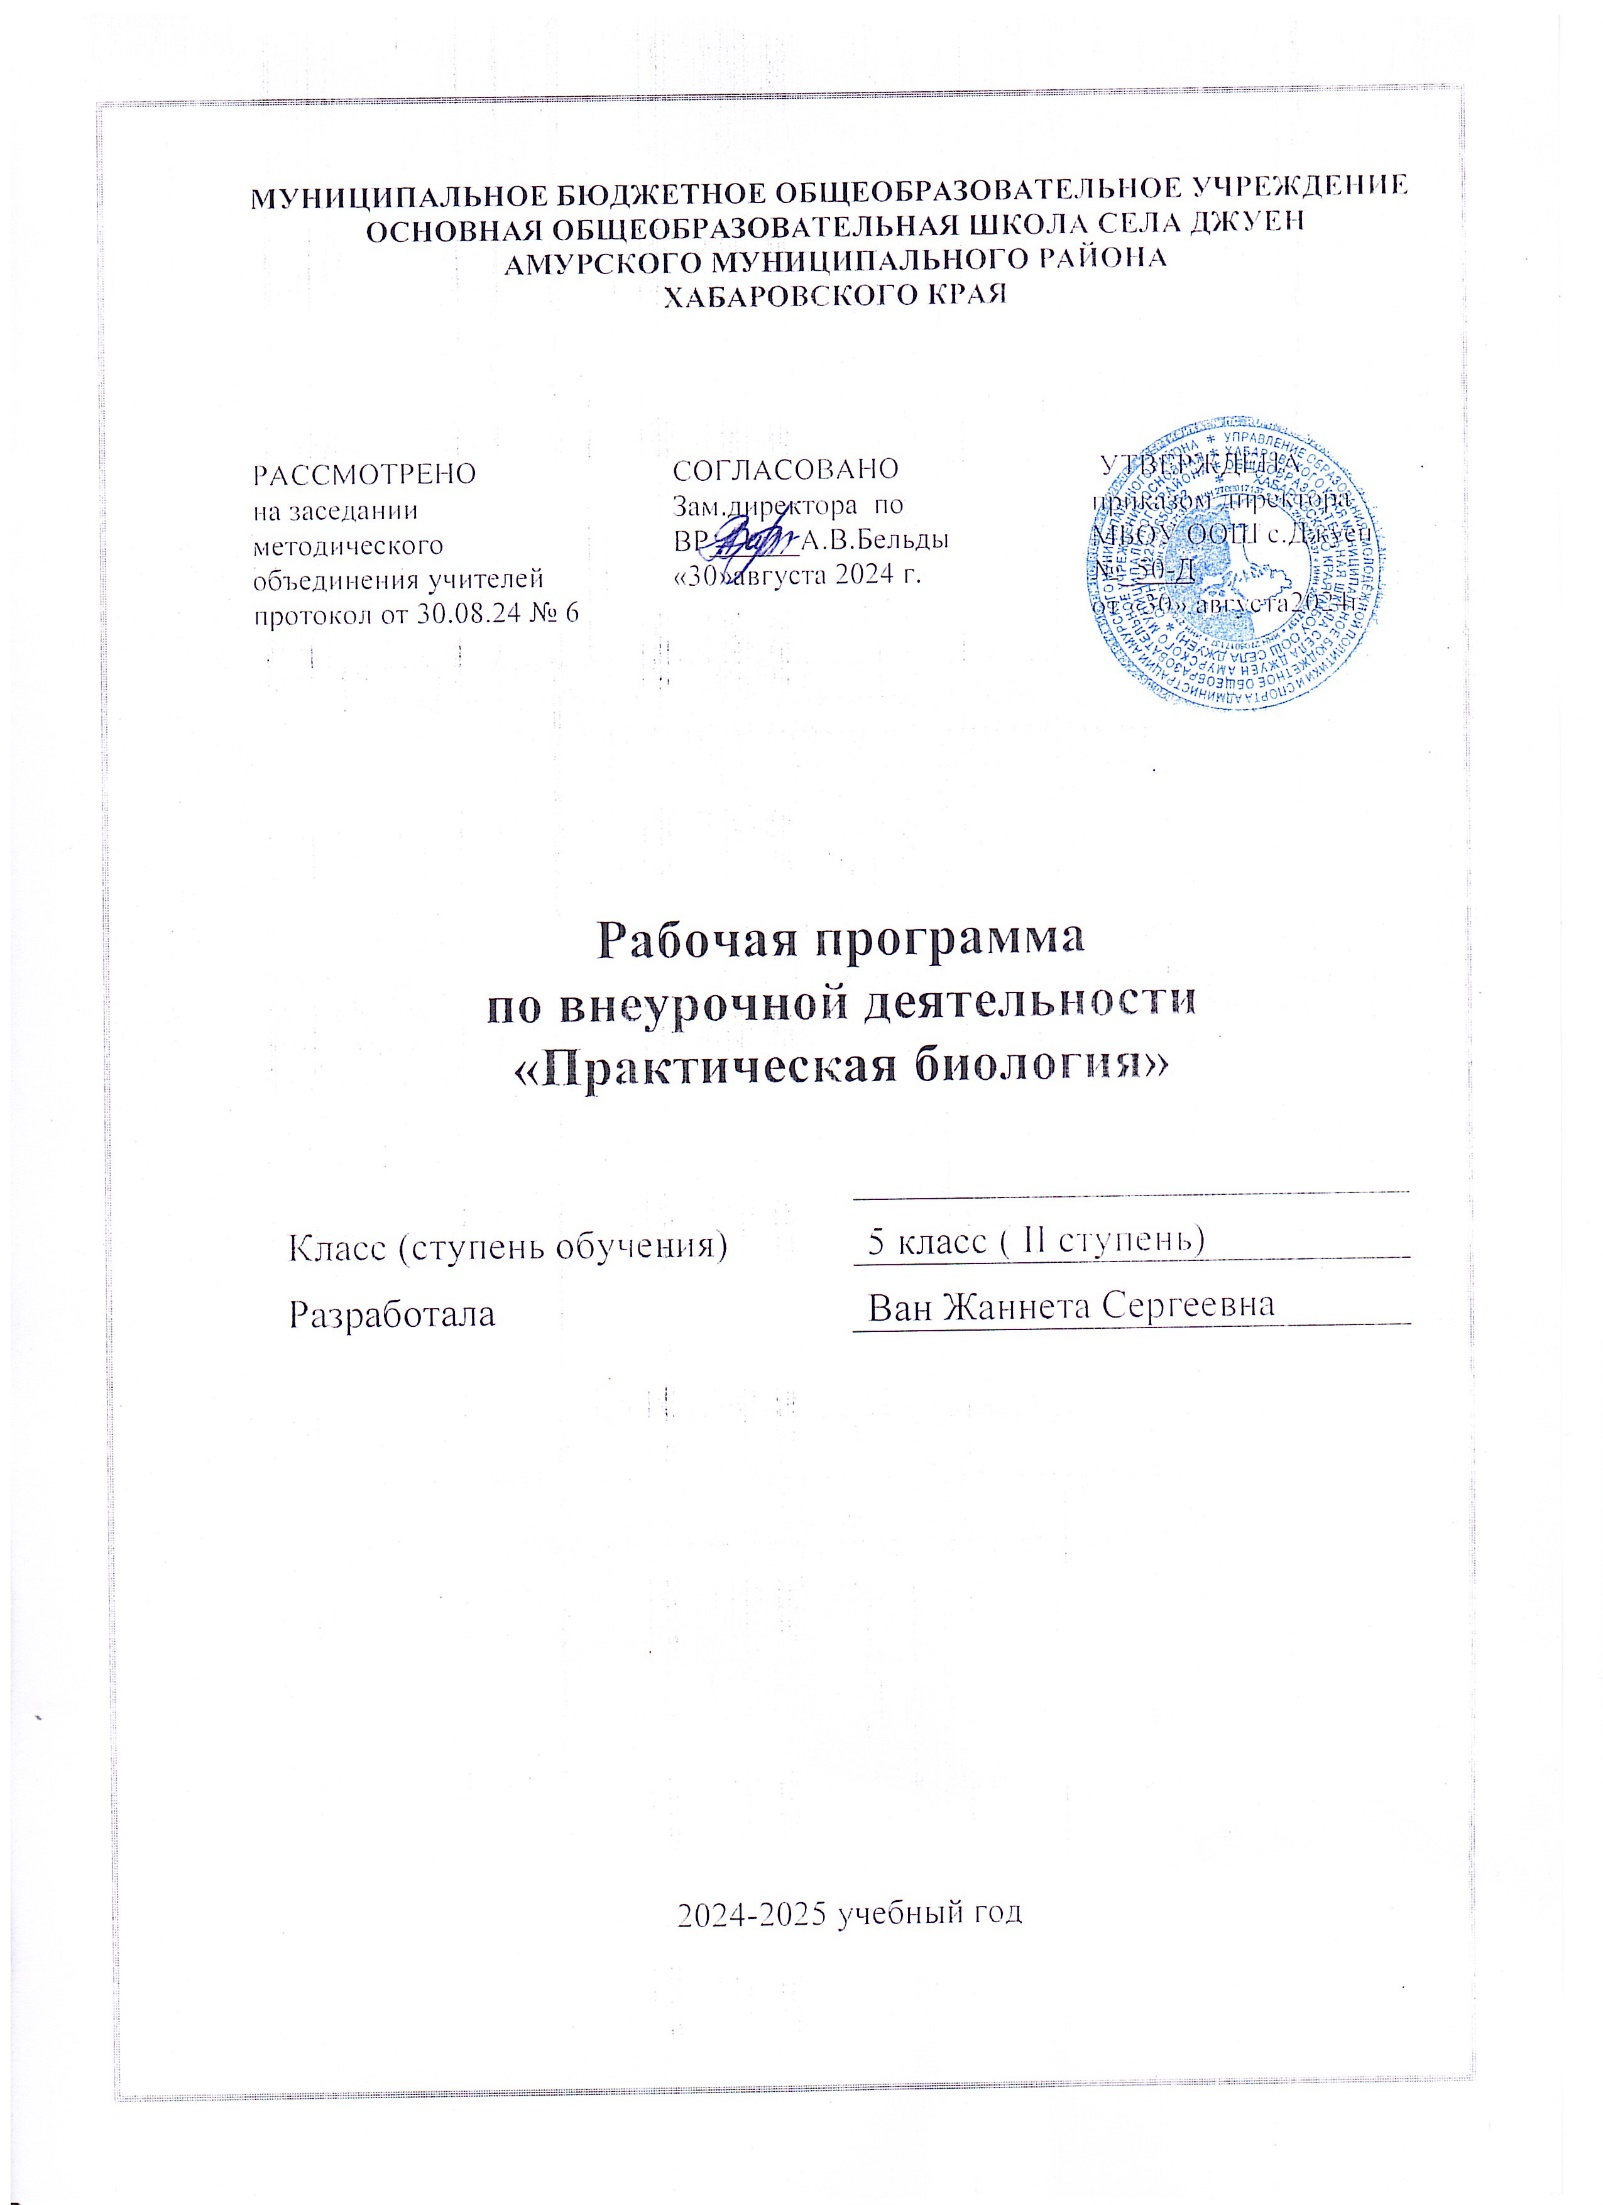 МУНИЦИПАЛЬНОЕ БЮДЖЕТНОЕ ОБЩЕОБРАЗОВАТЕЛЬНОЕ УЧРЕЖДЕНИЕ
ОСНОВНАЯ ОБЩЕОБРАЗОВАТЕЛЬНАЯ ШКОЛА СЕЛА ДЖУЕН
АМУРСКОГО МУНИЦИПАЛЬНОГО РАЙОНА
ХАБАРОВСКОГО КРАЯ
РАССМОТРЕНО
на заседании
методического
объединения учителей
протокол от 30.08.24 № 6
СОГЛАСОВАНО
Зам.директора по
ВР А.В.Бельды
«30»августа 2024 г.
УТВЕРЖДЕНА
приказом директора
МБОУ ООШ с.Джуен
№ 50-Д
от «30» августа2024г
Рабочая программа
по внеурочной деятельности
«Практическая биология»
Класс (ступень обучения) 5 класс ( II ступень)
Разработала Ван Жаннета Сергеевна
2024-2025 учебный год